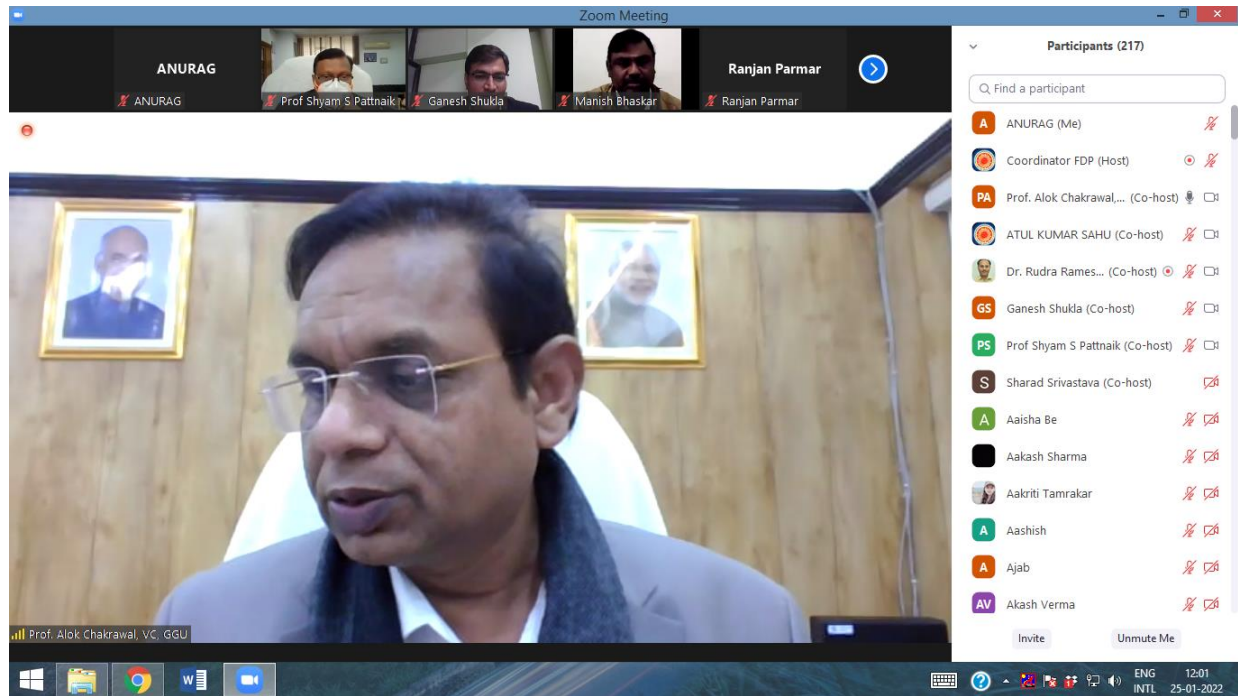 Zoom Meeting
ANURAG
ANURAG
Prof Shyam S Pattnaik
Ganesh Shukla
Manish Bhaskar
Ranjan Parmar
Ranjan Parmar
Prof. Alok Chakrawal, VC, GGU
Participants (217)
Find a participant
A ANURAG (Me)
Coordinator FDP (Host)
PA Prof. Alok Chakrawal,... (Co-host)
ATUL KUMAR SAHU (Co-host)
Dr. Rudra Rames... (Co-host)
GS Ganesh Shukla (Co-host)
PS Prof Shyam S Pattnaik (Co-host)
S Sharad Srivastava (Co-host)
A Aaisha Be
Aakash Sharma
Aakriti Tamrakar
A Aashish
A Ajab
AV Akash Verma
Invite Unmute Me
ENG 12:01
INTL 25-01-2022